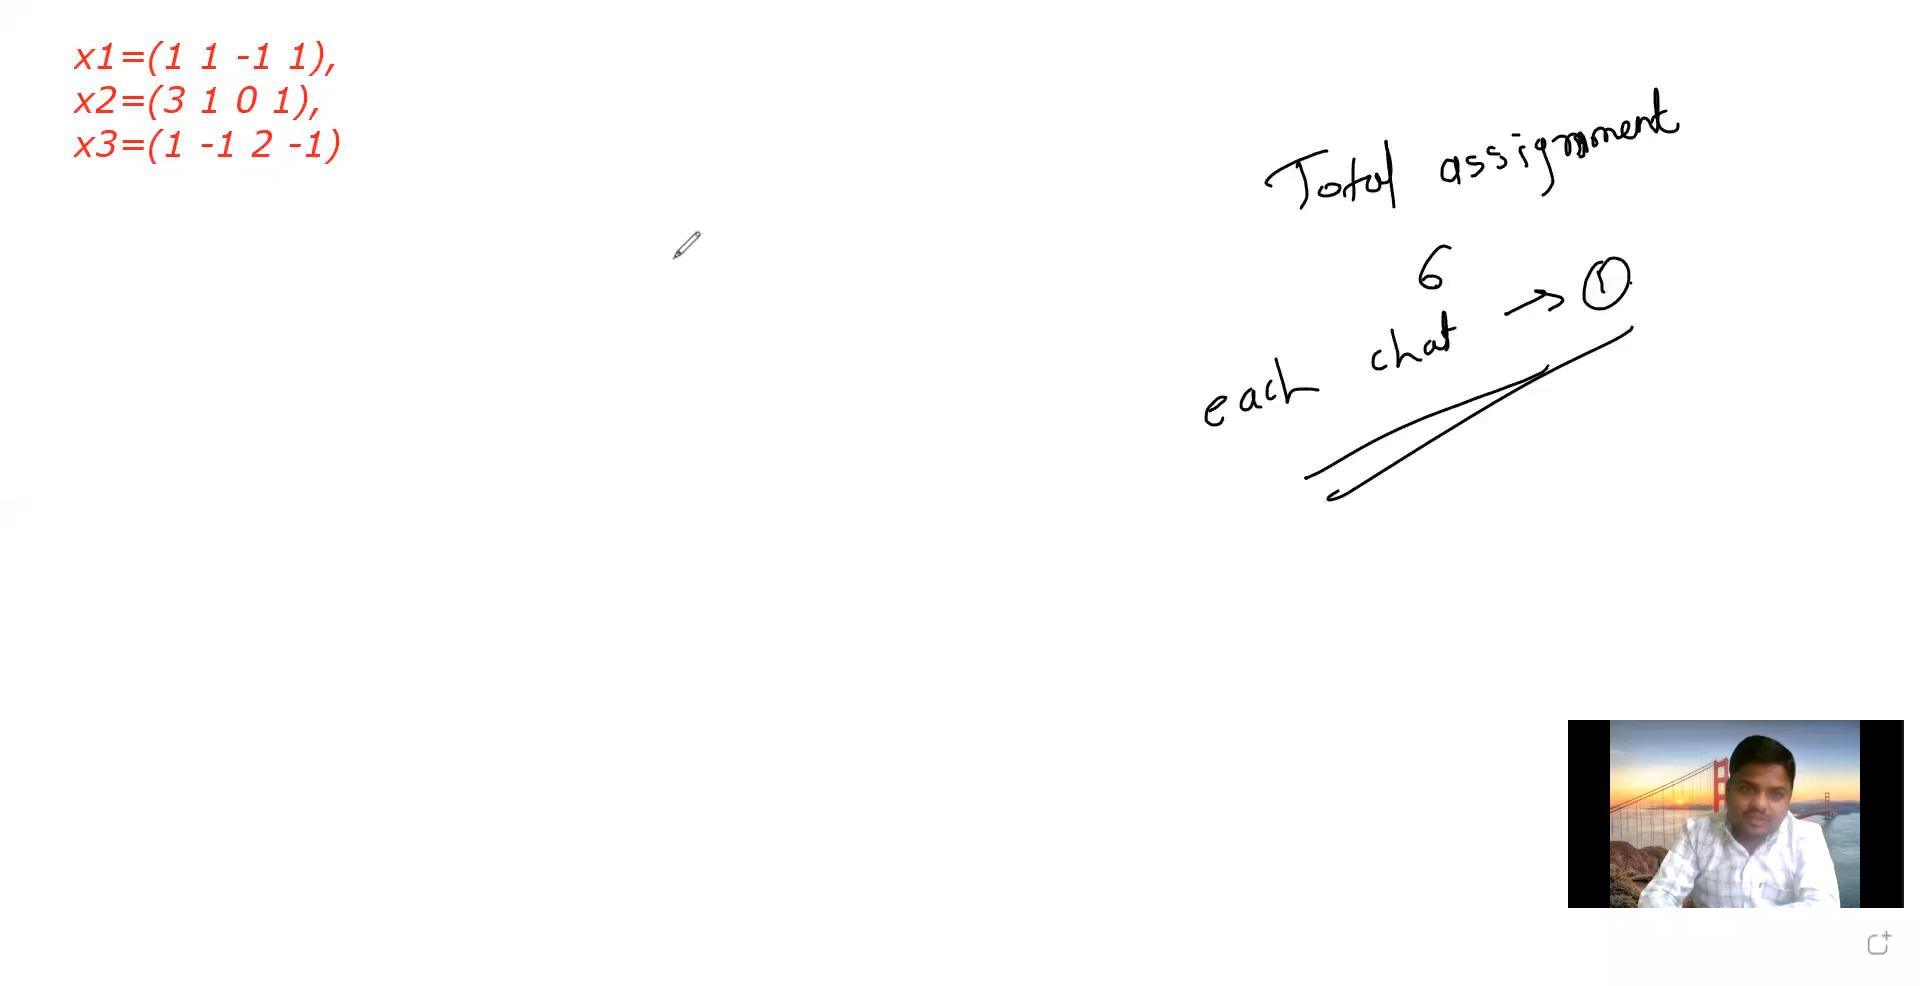 x1=(1 1 -1 1),
x2=(3 1 0 1),
x3=(1 -1 2 -1)
Total assignment
6
each chat → ①